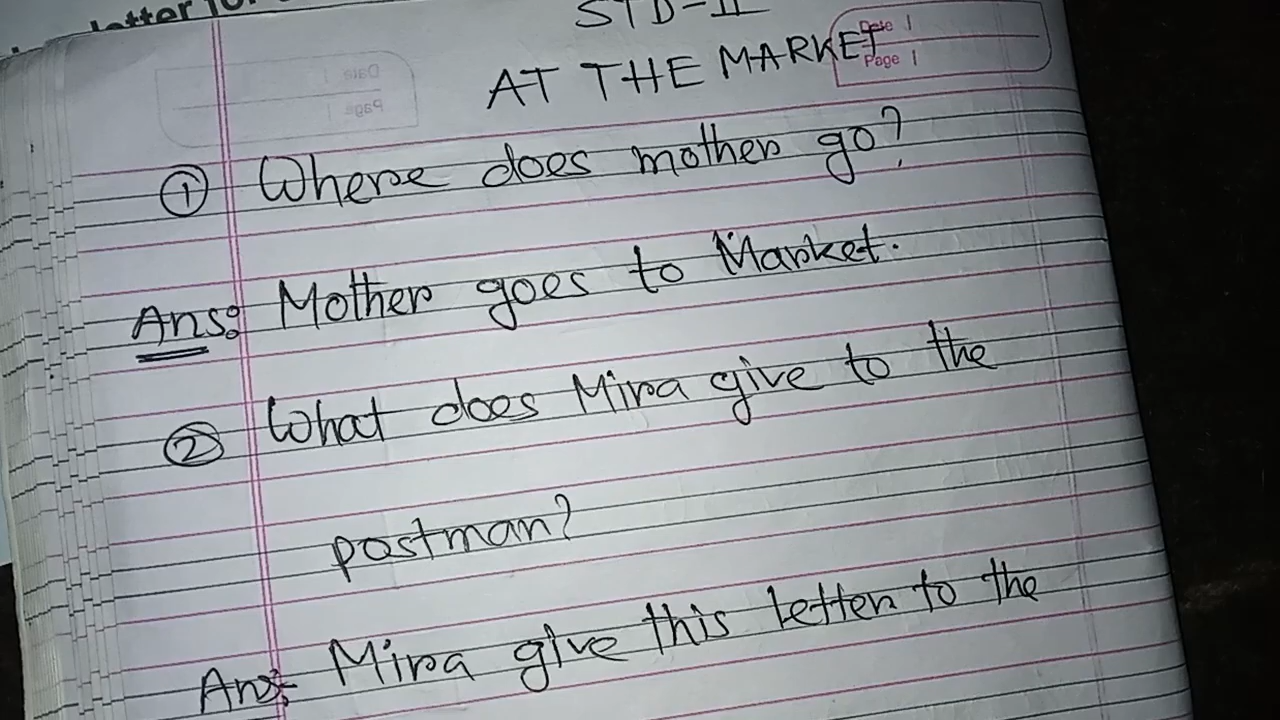 letter
STD-II
AT THE MARKET
Date
Page
① Where does mother go?
Ans: Mother goes to Market.
② What does Mira give to the
postman?
Ans: Mira give this letter to the